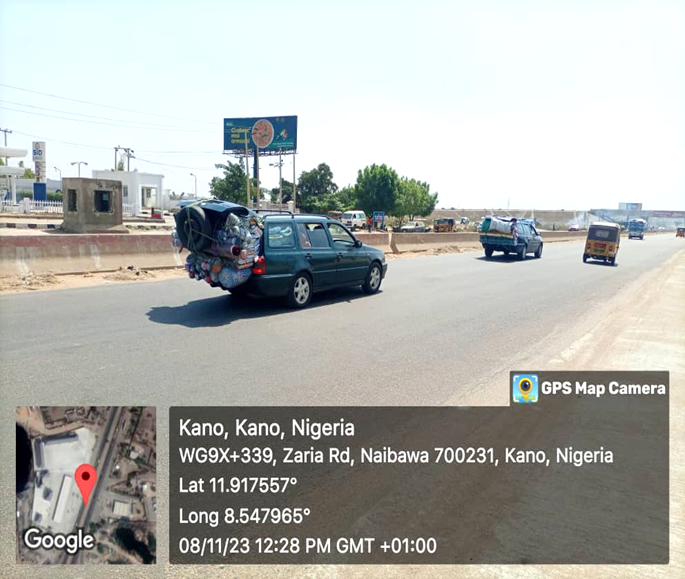 GPS Map Camera
Kano, Kano, Nigeria
WG9X+339, Zaria Rd, Naibawa 700231, Kano, Nigeria
Lat 11.917557°
Long 8.547965°
08/11/23 12:28 PM GMT +01:00
Google